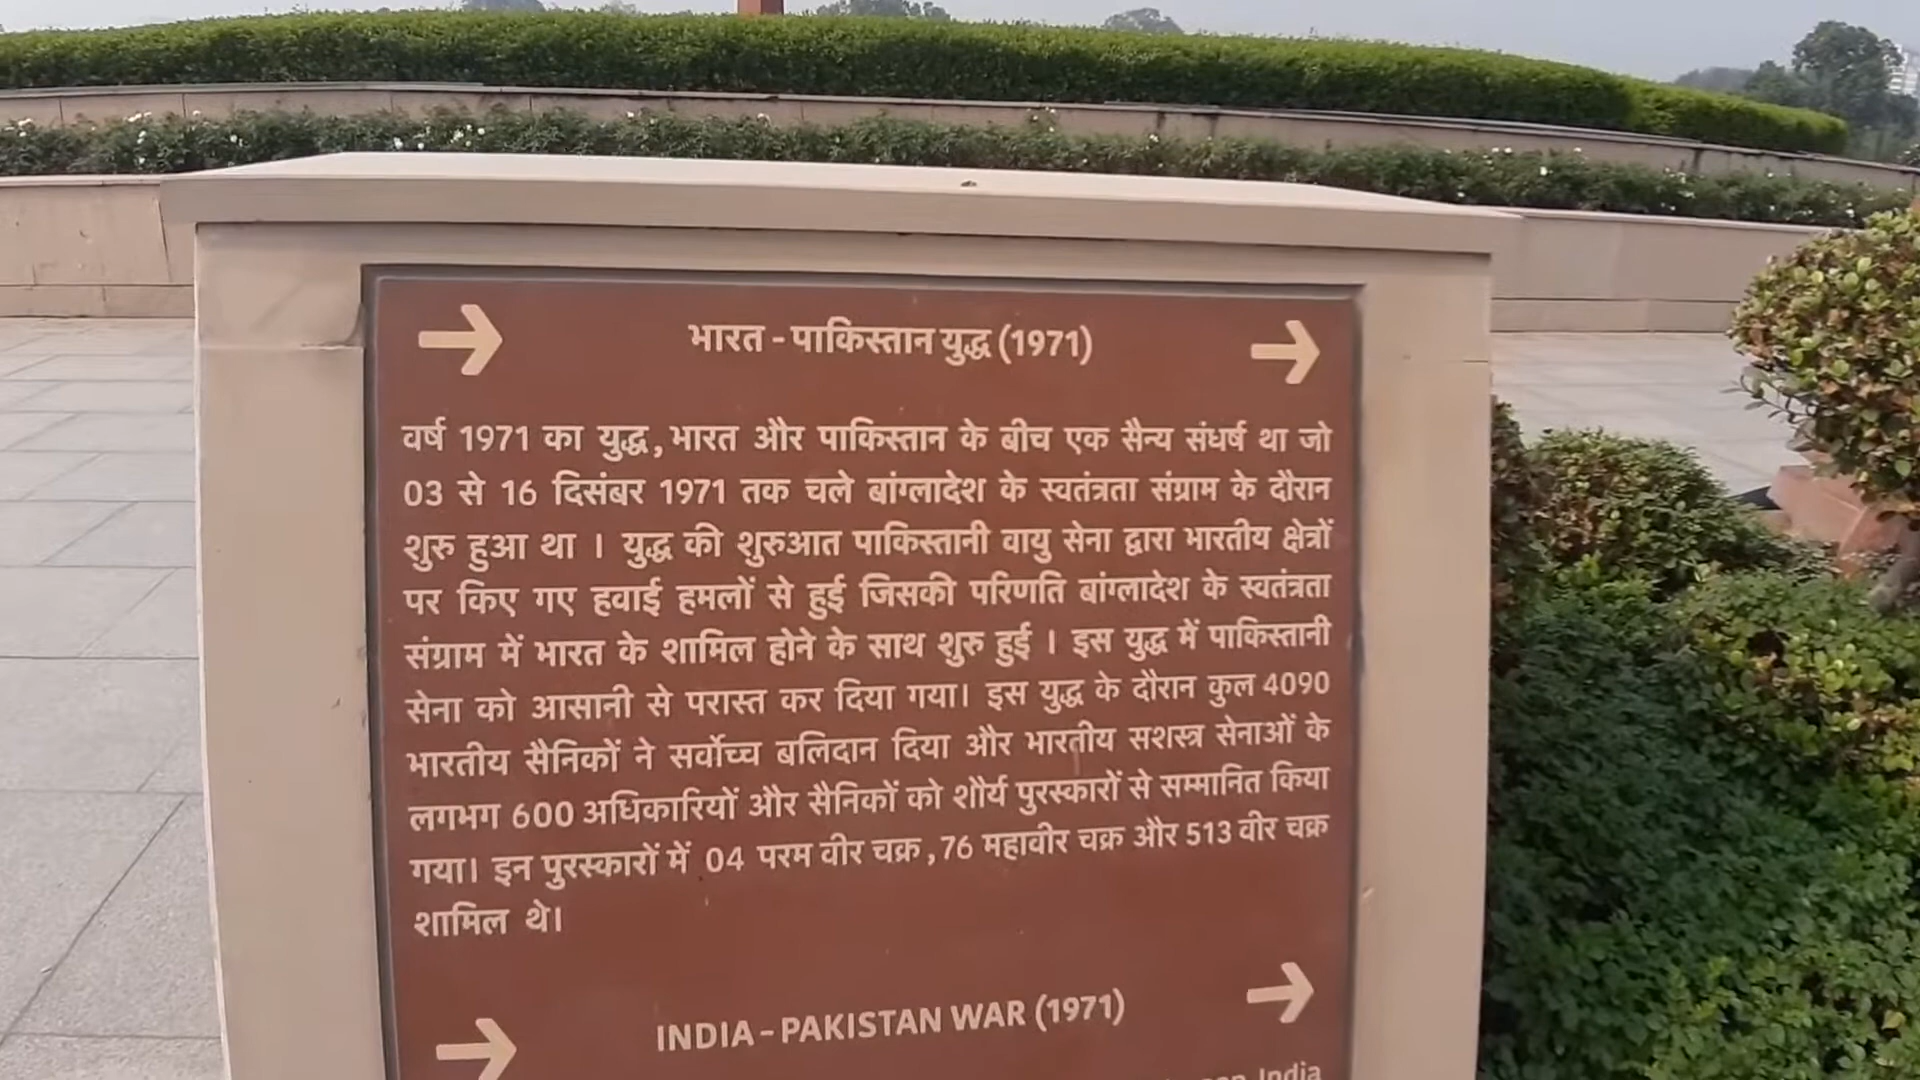 भारत - पाकिस्तान युद्ध (1971)
वर्ष 1971 का युद्ध, भारत और पाकिस्तान के बीच एक सैन्य संधर्ष था जो
03 से 16 दिसंबर 1971 तक चले बांग्लादेश के स्वतंत्रता संग्राम के दौरान
शुरु हुआ था । युद्ध की शुरुआत पाकिस्तानी वायु सेना द्वारा भारतीय क्षेत्रों
पर किए गए हवाई हमलों से हुई जिसकी परिणति बांग्लादेश के स्वतंत्रता
संग्राम में भारत के शामिल होने के साथ शुरु हुई । इस युद्ध में पाकिस्तानी
सेना को आसानी से परास्त कर दिया गया। इस युद्ध के दौरान कुल 4090
भारतीय सैनिकों ने सर्वोच्च बलिदान दिया और भारतीय सशस्त्र सेनाओं के
लगभग 600 अधिकारियों और सैनिकों को शौर्य पुरस्कारों से सम्मानित किया
गया। इन पुरस्कारों में 04 परम वीर चक्र, 76 महावीर चक्र और 513 वीर चक्र
शामिल थे।
INDIA - PAKISTAN WAR (1971)
India